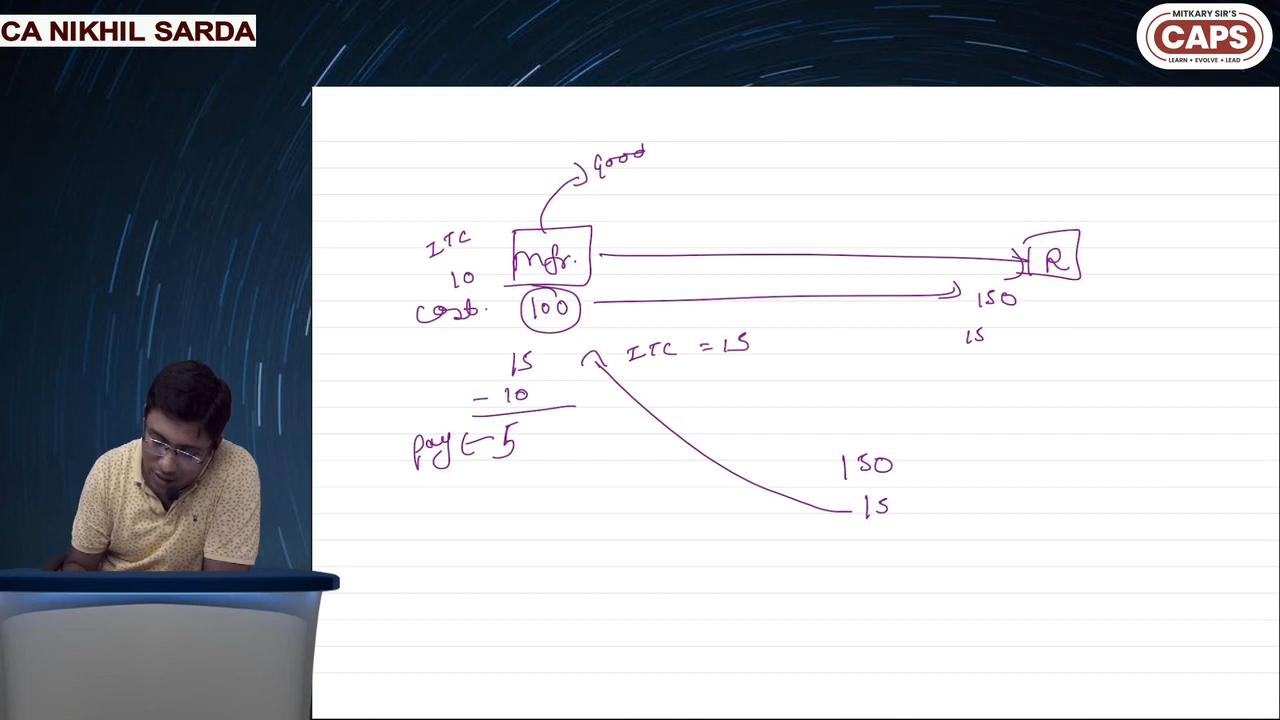 CA NIKHIL SARDA
MITKARY SIR'S
CAPS
LEARN • EVOLVE • LEAD
Good
ITC
Mfr.
R
10
cost.
100
150
15
15
ITC = 15
- 10
pay ← 5
150
15